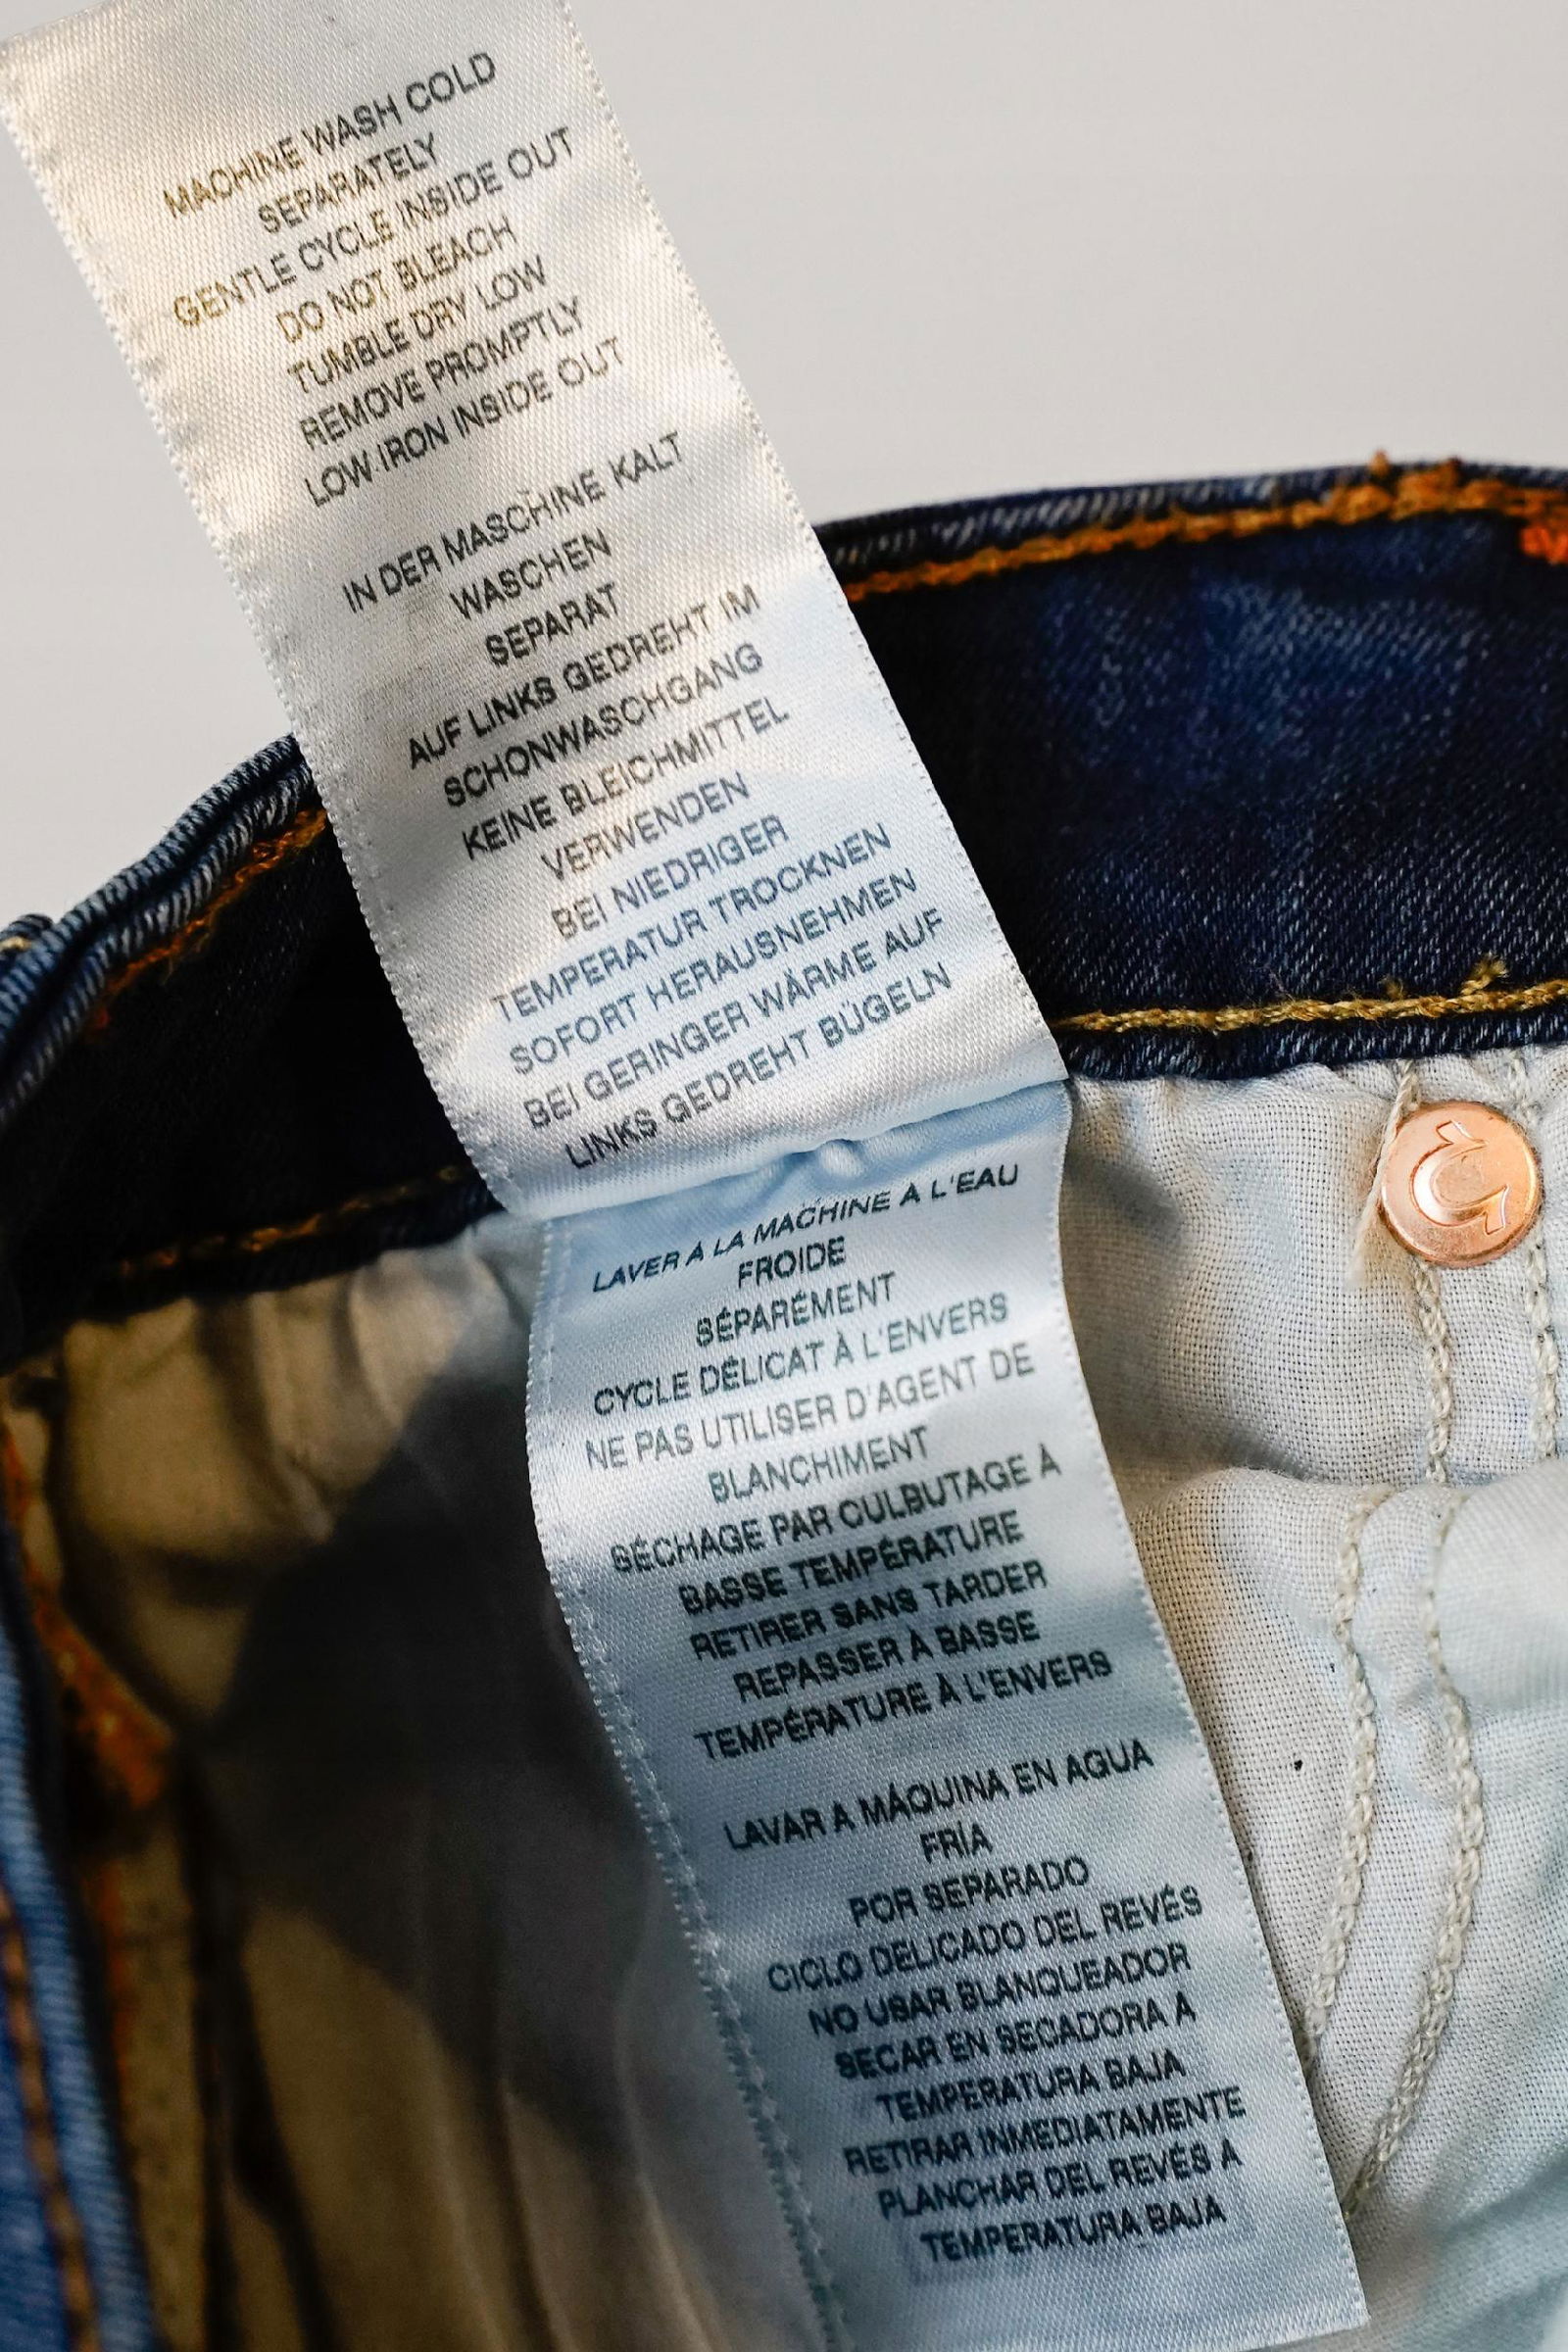 MACHINE WASH COLD
SEPARATELY
GENTLE CYCLE INSIDE OUT
DO NOT BLEACH
TUMBLE DRY LOW
REMOVE PROMPTLY
LOW IRON INSIDE OUT
IN DER MASCHINE KALT
WASCHEN
SEPARAT
AUF LINKS GEDREHT IM
SCHONWASCHGANG
KEINE BLEICHMITTEL
VERWENDEN
BEI NIEDRIGER
TEMPERATUR TROCKNEN
SOFORT HERAUSNEHMEN
BEI GERINGER WÄRME AUF
LINKS GEDREHT BÜGELN
LAVER À LA MACHINE À L'EAU
FROIDE
SÉPARÉMENT
CYCLE DÉLICAT À L'ENVERS
NE PAS UTILISER D'AGENT DE
BLANCHIMENT
SÉCHAGE PAR CULBUTAGE À
BASSE TEMPÉRATURE
RETIRER SANS TARDER
REPASSER À BASSE
TEMPÉRATURE À L'ENVERS
LAVAR A MÁQUINA EN AGUA
FRÍA
POR SEPARADO
CICLO DELICADO DEL REVÉS
NO USAR BLANQUEADOR
SECAR EN SECADORA A
TEMPERATURA BAJA
RETIRAR INMEDIATAMENTE
PLANCHAR DEL REVÉS A
TEMPERATURA BAJA